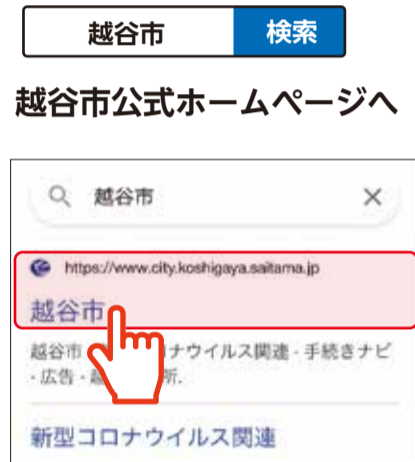 越谷市 検索
越谷市公式ホームページへ
越谷市
https://www.city.koshigaya.saitama.jp
越谷市
越谷市 ナウイルス関連 - 手続きナビ
- 広告 - 所.
新型コロナウイルス関連